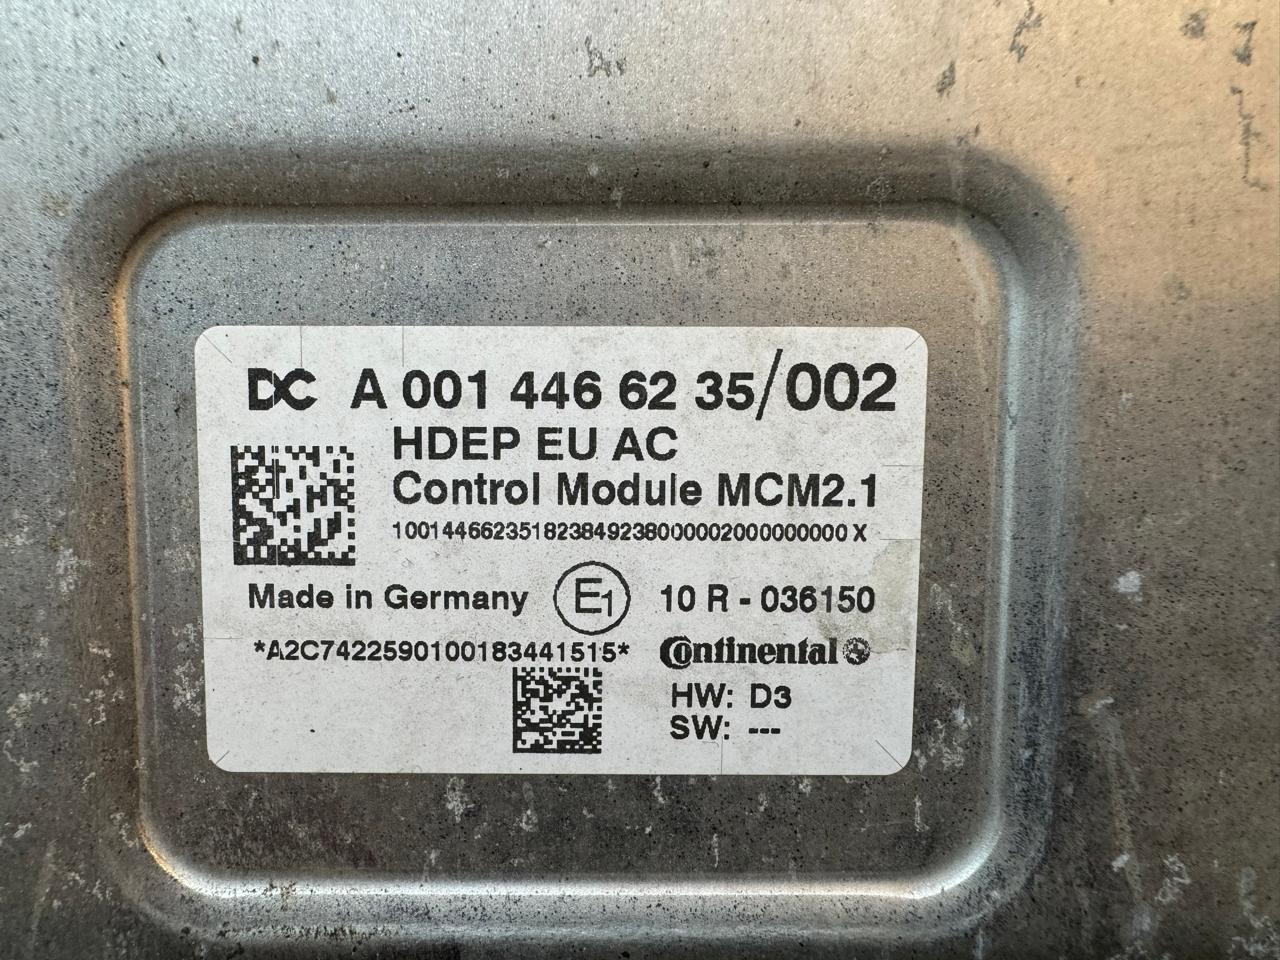 DC A 001 446 62 35/002
HDEP EU AC
Control Module MCM2.1
10014466235182384923800000200000000 X
Made in Germany E1 10 R - 036150
*A2C7422590100183441515* Continental
HW: D3
SW: ---